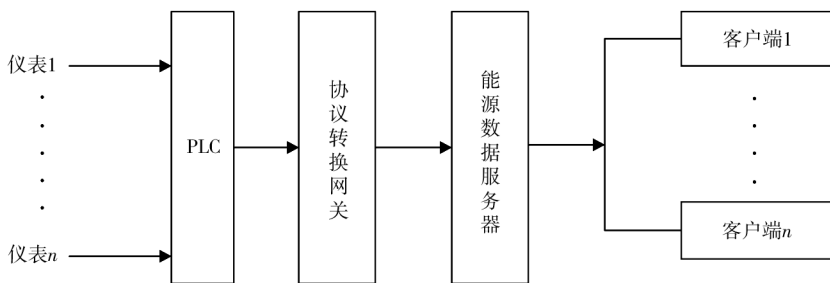 仪表1
仪表n
PLC
协议转换网关
能源数据服务器
客户端1
客户端n